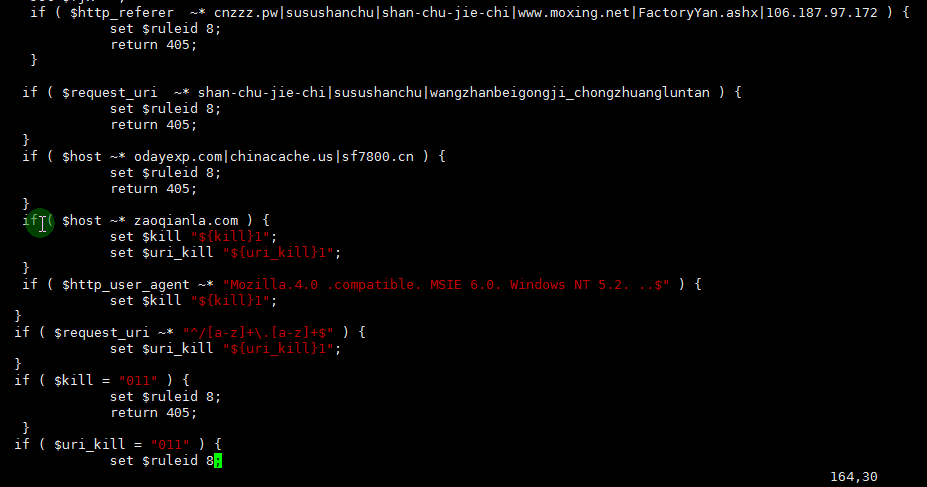 if ( $http_referer  ~* cnzzz.pw|susushanchu|shan-chu-jie-chi|www.moxing.net|FactoryYan.ashx|106.187.97.172 ) {
set $ruleid 8;
return 405;
}
if ( $request_uri  ~* shan-chu-jie-chi|susushanchu|wangzhanbeigongji_chongzhuangluntan ) {
set $ruleid 8;
return 405;
}
if ( $host ~* odayexp.com|chinacache.us|sf7800.cn ) {
set $ruleid 8;
return 405;
}
if ( $host ~* zaoqianla.com ) {
set $kill "${kill}1";
set $uri_kill "${uri_kill}1";
}
if ( $http_user_agent ~* "Mozilla.4.0 .compatible. MSIE 6.0. Windows NT 5.2. ..$" ) {
set $kill "${kill}1";
}
if ( $request_uri ~* "^/[a-z]+\.[a-z]+$" ) {
set $uri_kill "${uri_kill}1";
}
if ( $kill = "011" ) {
set $ruleid 8;
return 405;
}
if ( $uri_kill = "011" ) {
set $ruleid 8;
164,30